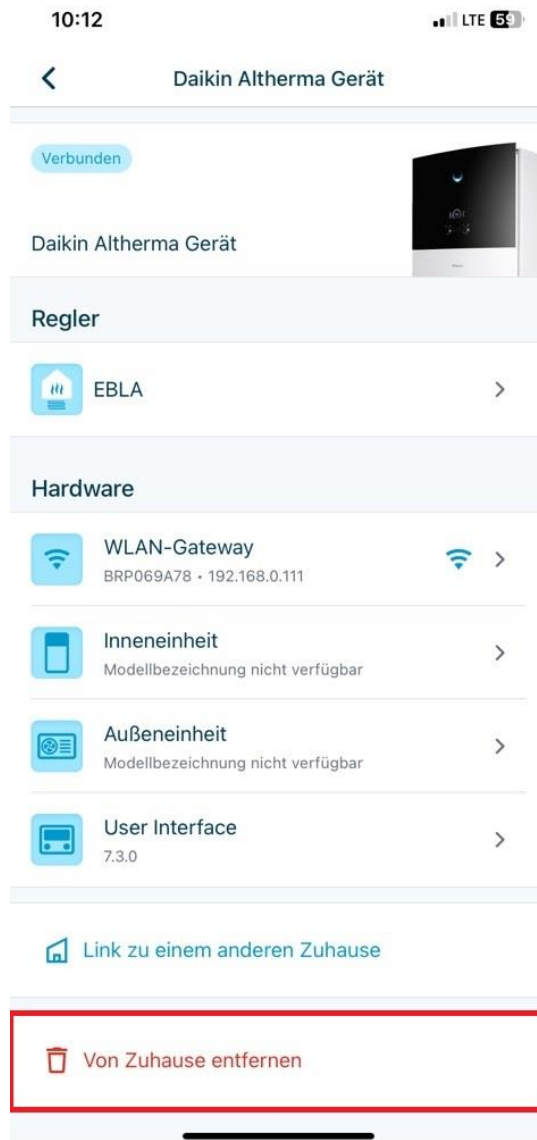 10:12
LTE 59
Daikin Altherma Gerät
Verbunden
Daikin Altherma Gerät
Regler
EBLA
Hardware
WLAN-Gateway
BRP069A78 • 192.168.0.111
Inneneinheit
Modellbezeichnung nicht verfügbar
Außeneinheit
Modellbezeichnung nicht verfügbar
User Interface
7.3.0
Link zu einem anderen Zuhause
Von Zuhause entfernen